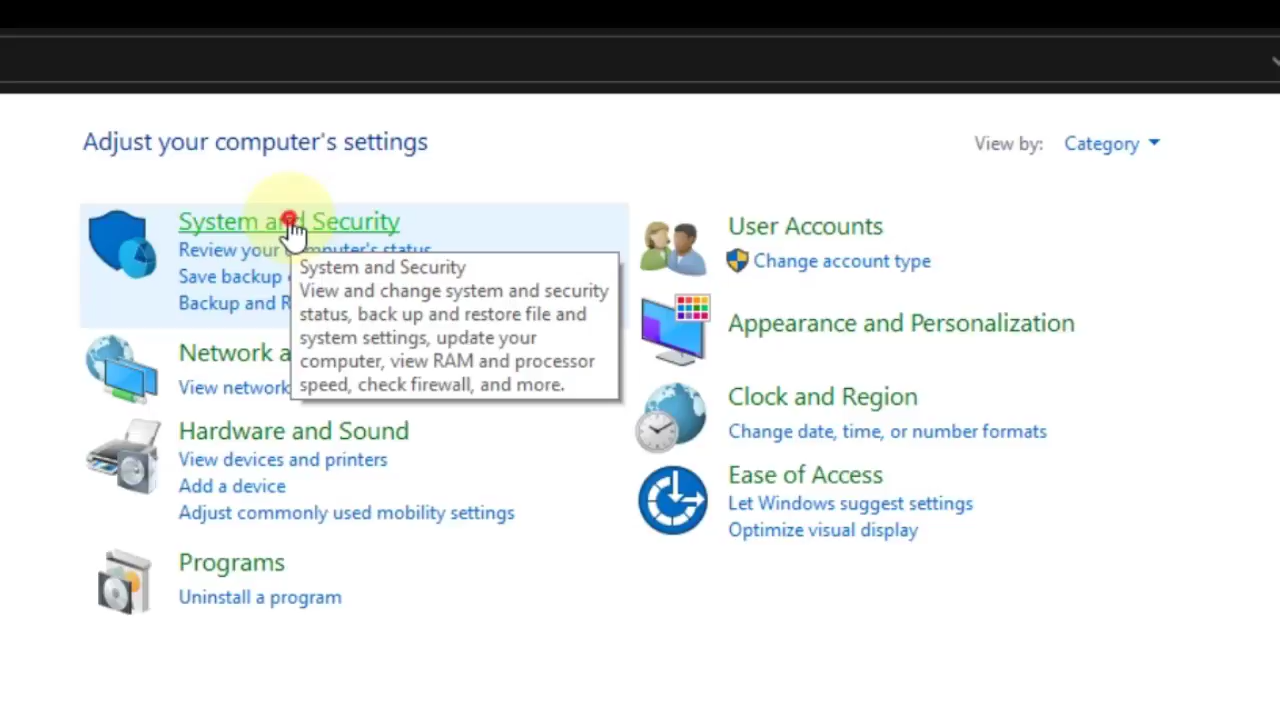 Adjust your computer's settings
View by: Category
System and Security
Review your computer's status
Save backup
Backup and R
System and Security
View and change system and security
status, back up and restore file and
system settings, update your
computer, view RAM and processor
speed, check firewall, and more.
Network a
View network
Hardware and Sound
View devices and printers
Add a device
Adjust commonly used mobility settings
Programs
Uninstall a program
User Accounts
Change account type
Appearance and Personalization
Clock and Region
Change date, time, or number formats
Ease of Access
Let Windows suggest settings
Optimize visual display